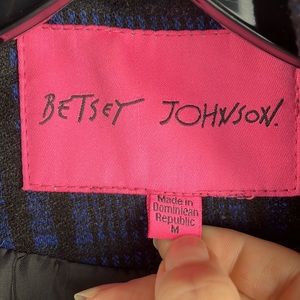 BETSEY JOHNSON.
Made in
Dominican
Republic
M